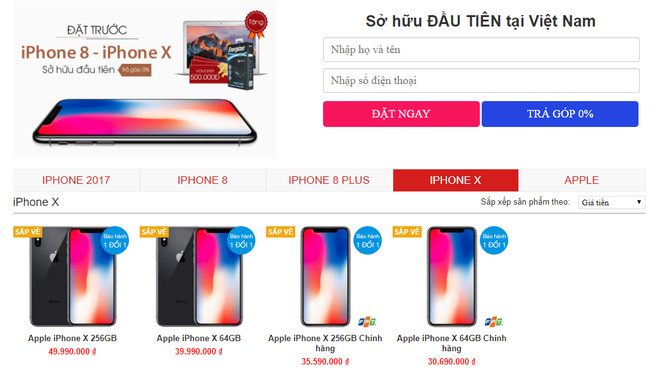 ĐẶT TRƯỚC
iPhone 8 - iPhone X
Sở hữu đầu tiên Trả góp 0%
Tặng
Energizer
VOUCHER
500.000Đ
Sở hữu ĐẦU TIÊN tại Việt Nam
Nhập họ và tên
Nhập số điện thoại
ĐẶT NGAY
TRẢ GÓP 0%
IPHONE 2017
IPHONE 8
IPHONE 8 PLUS
IPHONE X
APPLE
iPhone X
Sắp xếp sản phẩm theo:
Giá tiền
SẮP VỀ
Bảo hành
1 ĐỔI 1
SẮP VỀ
Bảo hành
1 ĐỔI 1
SẮP VỀ
Bảo hành
1 ĐỔI 1
SẮP VỀ
Bảo hành
1 ĐỔI 1
FPT
FPT
Apple iPhone X 256GB
49.990.000 ₫
Apple iPhone X 64GB
39.990.000 ₫
Apple iPhone X 256GB Chính
hãng
35.590.000 ₫
Apple iPhone X 64GB Chính
hãng
30.690.000 ₫